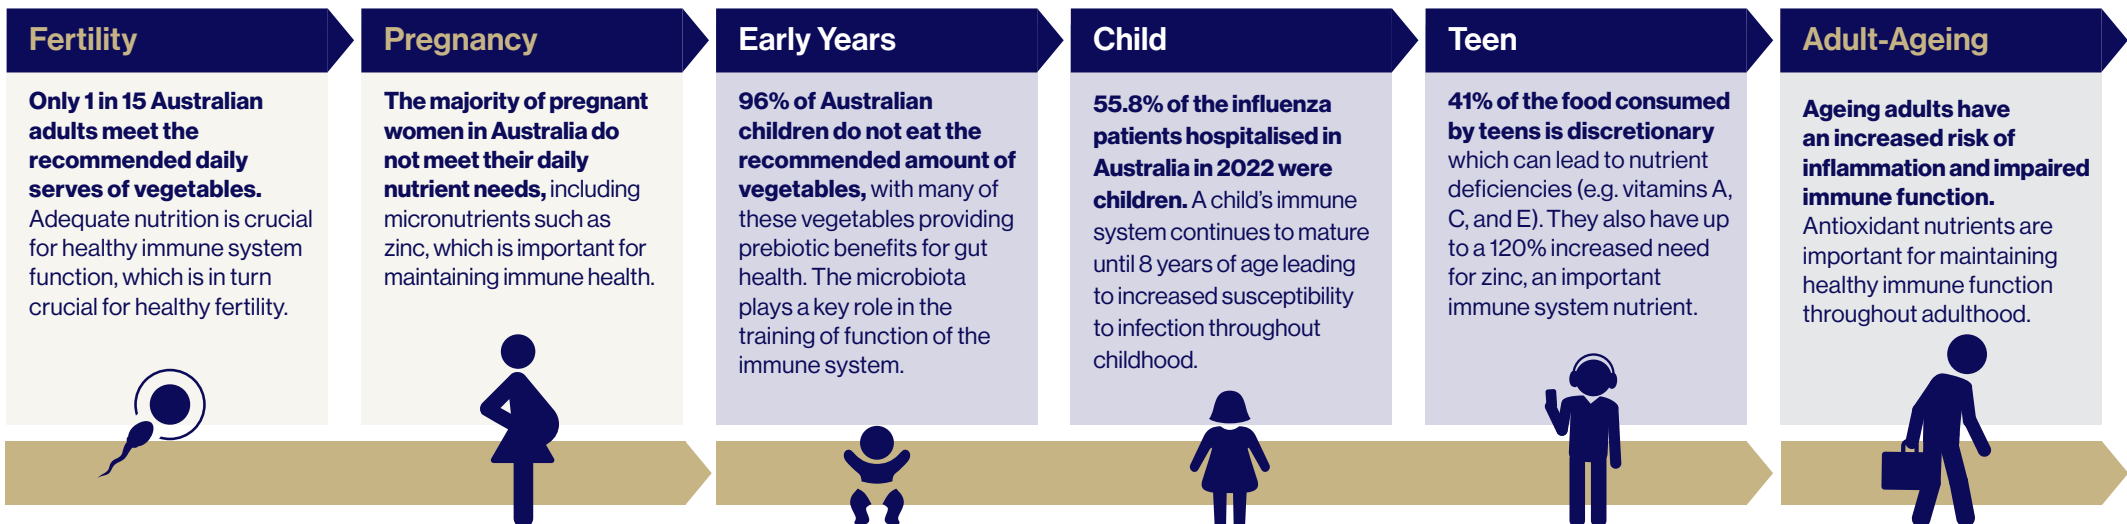 Fertility
Only 1 in 15 Australian
adults meet the
recommended daily
serves of vegetables.
Adequate nutrition is crucial
for healthy immune system
function, which is in turn
crucial for healthy fertility.
Pregnancy
The majority of pregnant
women in Australia do
not meet their daily
nutrient needs, including
micronutrients such as
zinc, which is important for
maintaining immune health.
Early Years
96% of Australian
children do not eat the
recommended amount of
vegetables, with many of
these vegetables providing
prebiotic benefits for gut
health. The microbiota
plays a key role in the
training of function of the
immune system.
Child
55.8% of the influenza
patients hospitalised in
Australia in 2022 were
children. A child’s immune
system continues to mature
until 8 years of age leading
to increased susceptibility
to infection throughout
childhood.
Teen
41% of the food consumed
by teens is discretionary
which can lead to nutrient
deficiencies (e.g. vitamins A,
C, and E). They also have up
to a 120% increased need
for zinc, an important
immune system nutrient.
Adult-Ageing
Ageing adults have
an increased risk of
inflammation and impaired
immune function.
Antioxidant nutrients are
important for maintaining
healthy immune function
throughout adulthood.